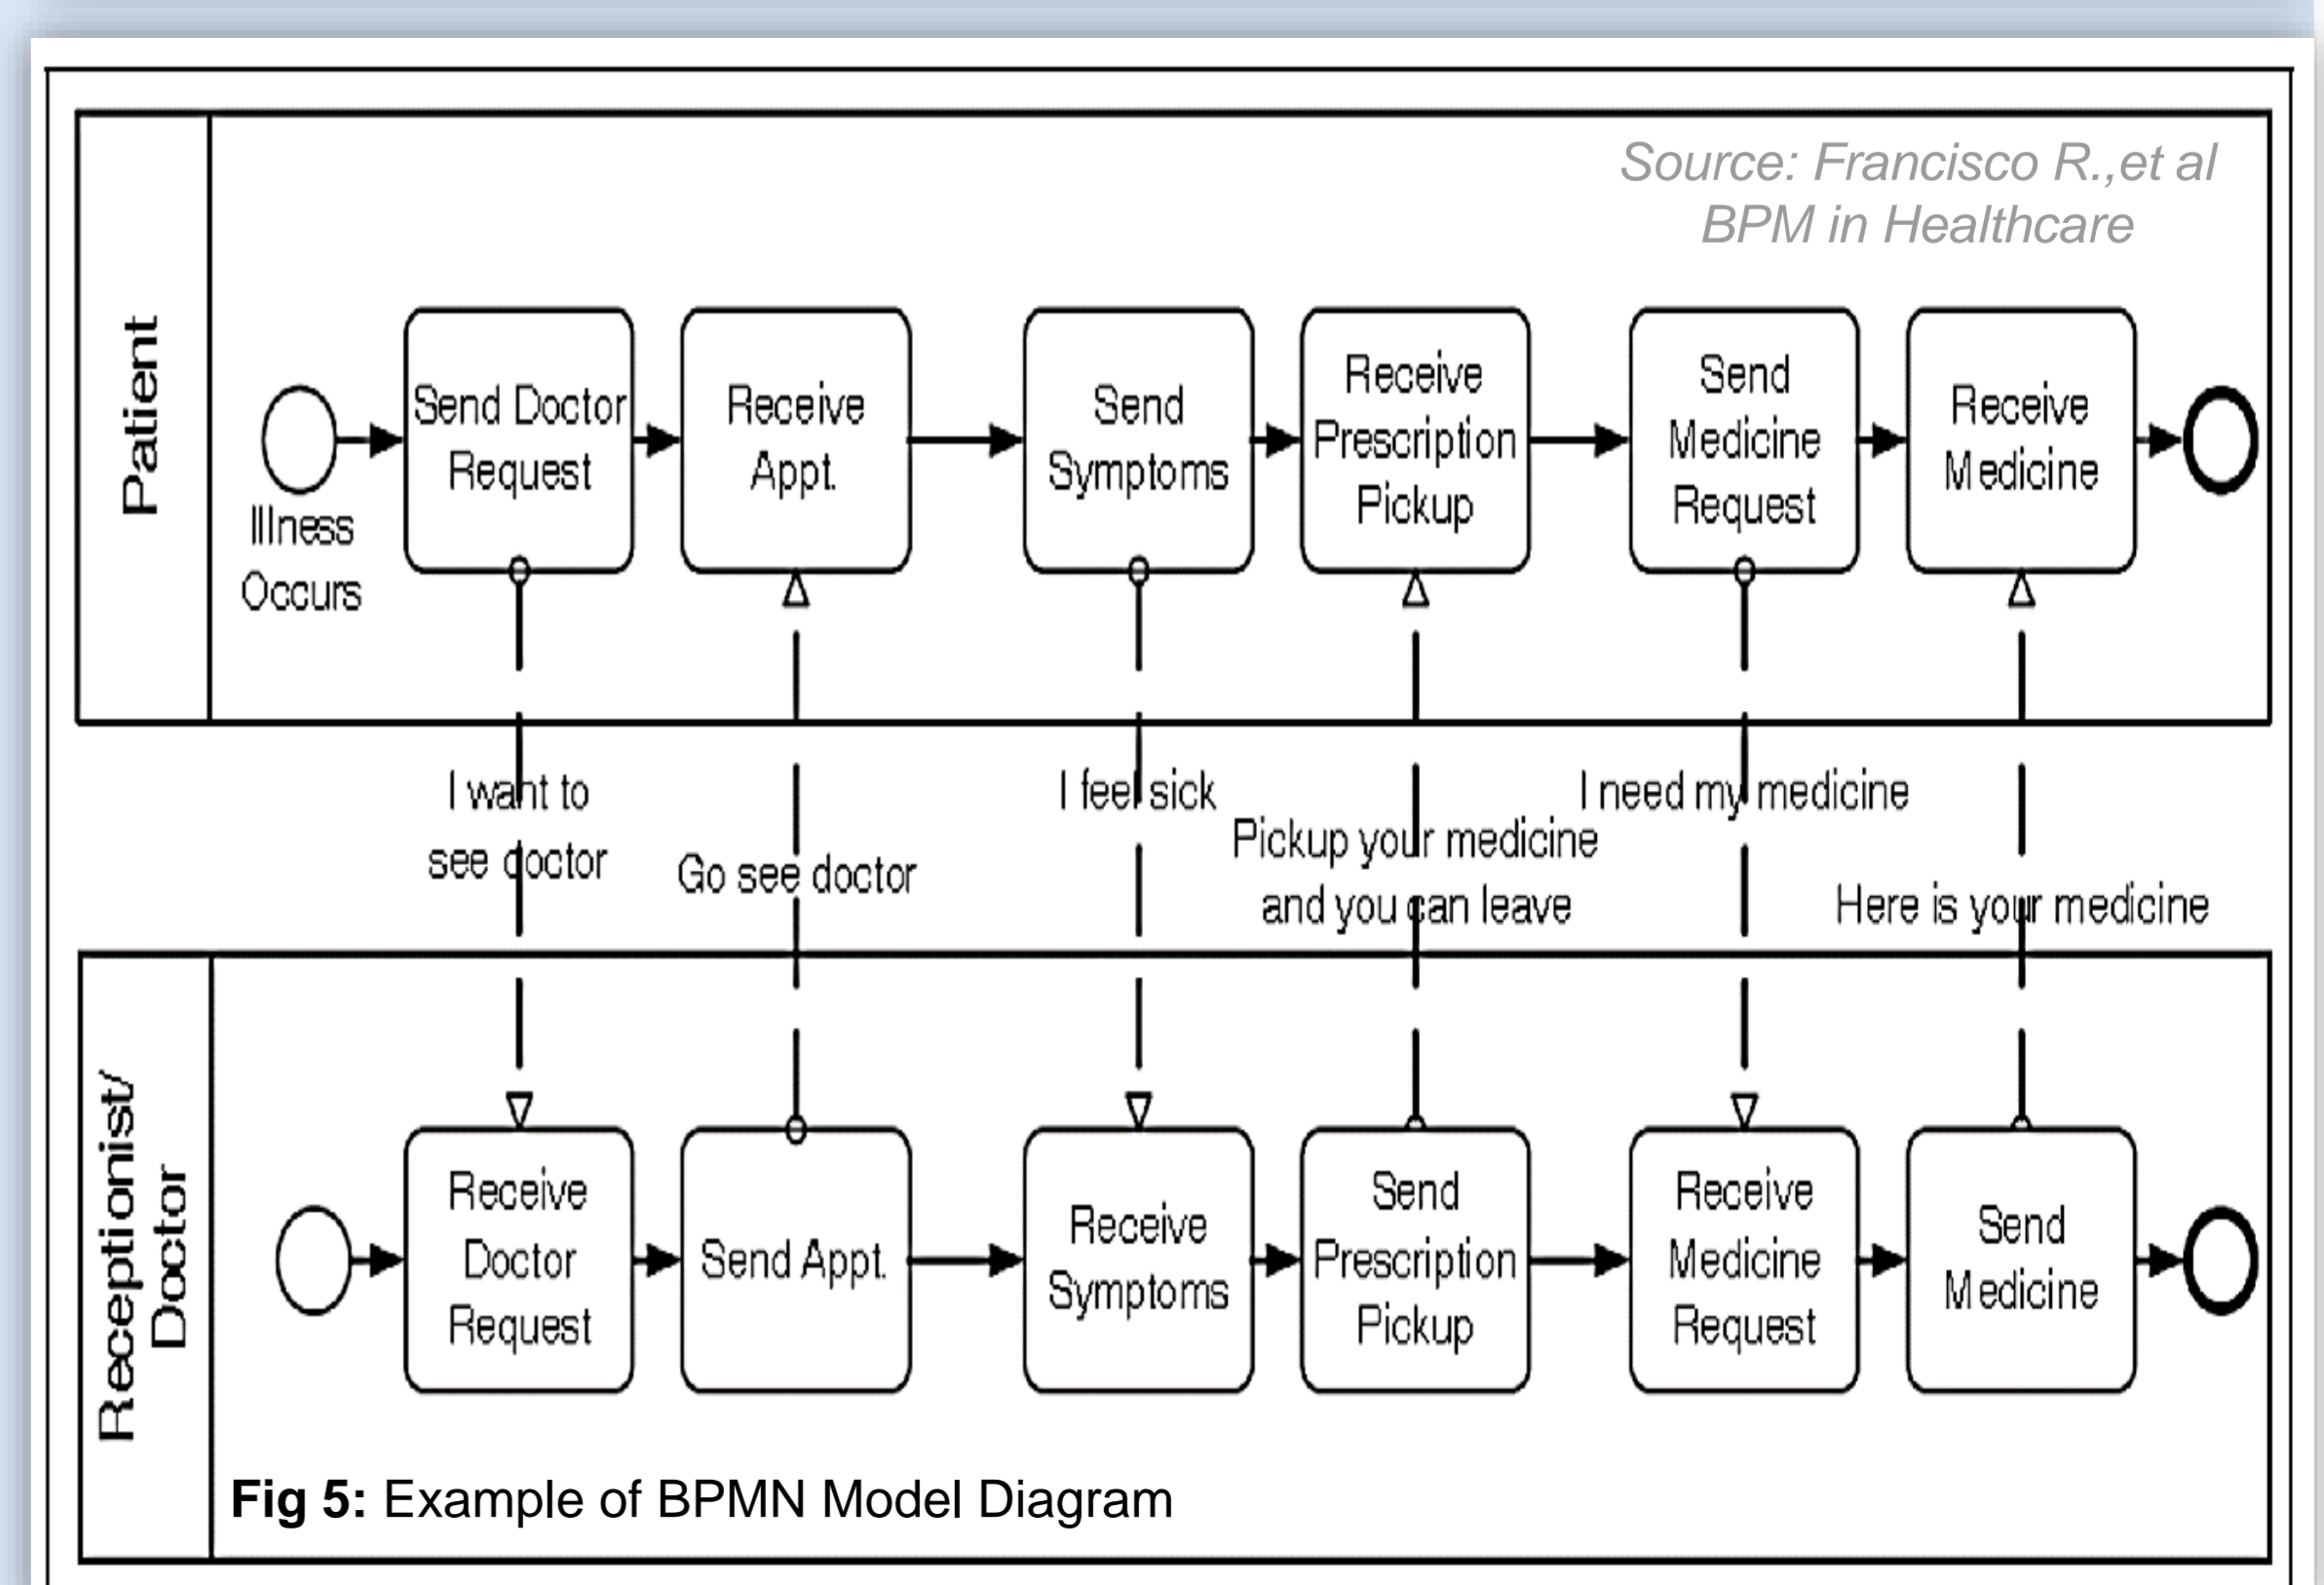 Source: Francisco R.,et al
BPM in Healthcare
Patient
Illness
Occurs
Send Doctor
Request
Receive
Appt.
Send
Symptoms
Receive
Prescription
Pickup
Send
Medicine
Request
Receive
Medicine
I want to
see doctor
Go see doctor
I feel sick
Pickup your medicine
and you can leave
I need my medicine
Here is your medicine
Receptionist/
Doctor
Receive
Doctor
Request
Send Appt.
Receive
Symptoms
Send
Prescription
Pickup
Receive
Medicine
Request
Send
Medicine
Fig 5: Example of BPMN Model Diagram